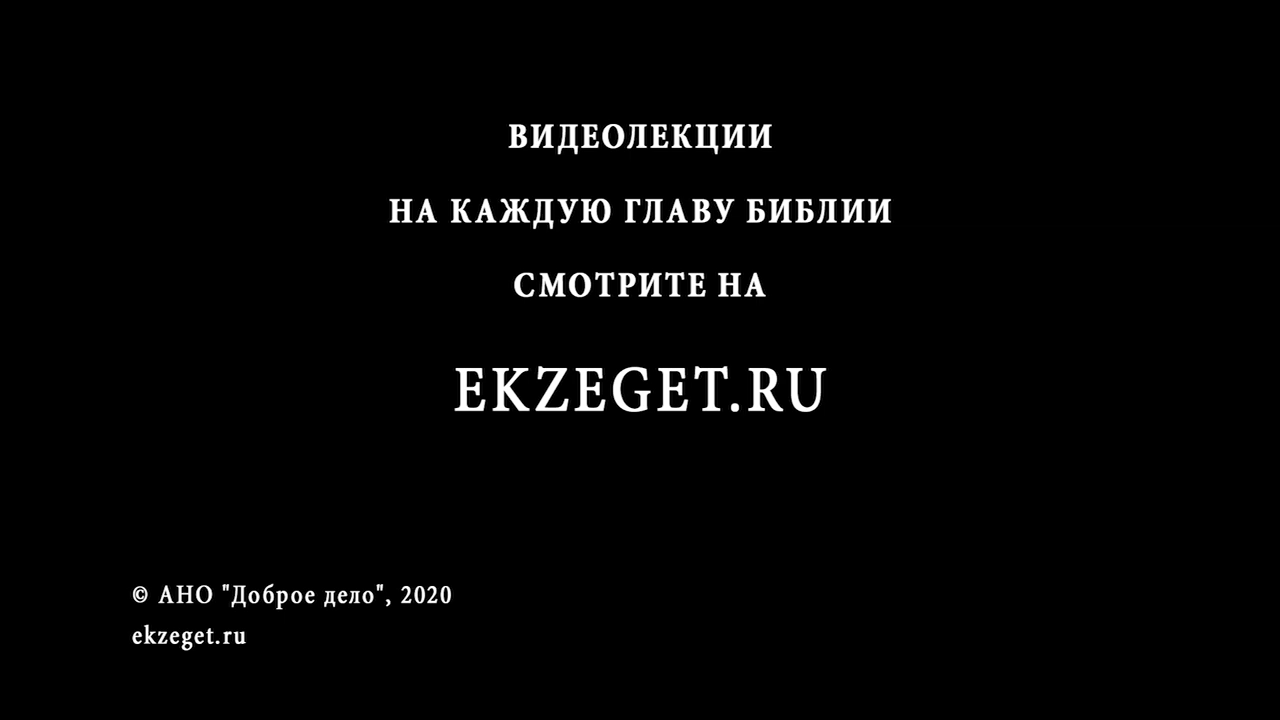 ВИДЕОЛЕКЦИИ
НА КАЖДУЮ ГЛАВУ БИБЛИИ
СМОТРИТЕ НА
EKZEGET.RU
© АНО "Доброе дело", 2020
ekzeget.ru